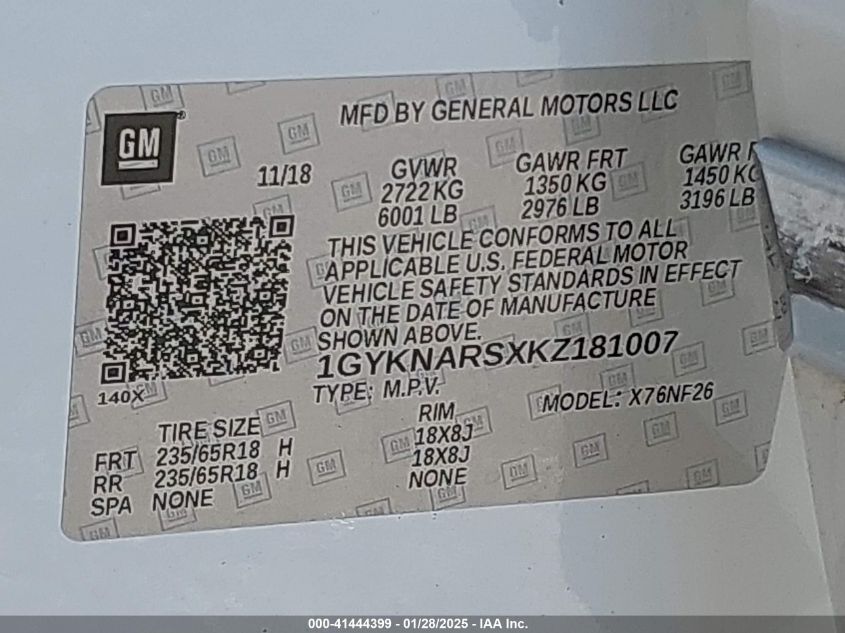 GM
MFD BY GENERAL MOTORS LLC
11/18
GVWR GAWR FRT GAWR
2722 KG 1350 KG 1450 KG
6001 LB 2976 LB 3196 LB
THIS VEHICLE CONFORMS TO ALL
APPLICABLE U.S. FEDERAL MOTOR
VEHICLE SAFETY STANDARDS IN EFFECT
ON THE DATE OF MANUFACTURE
SHOWN ABOVE.
1GYKNARSXKZ181007
140X
TYPE: M.P.V. MODEL: X76NF26
TIRE SIZE RIM
FRT 235/65R18 H 18X8J
RR 235/65R18 H 18X8J
SPA NONE NONE
000-41444399 - 01/28/2025 - IAA Inc.